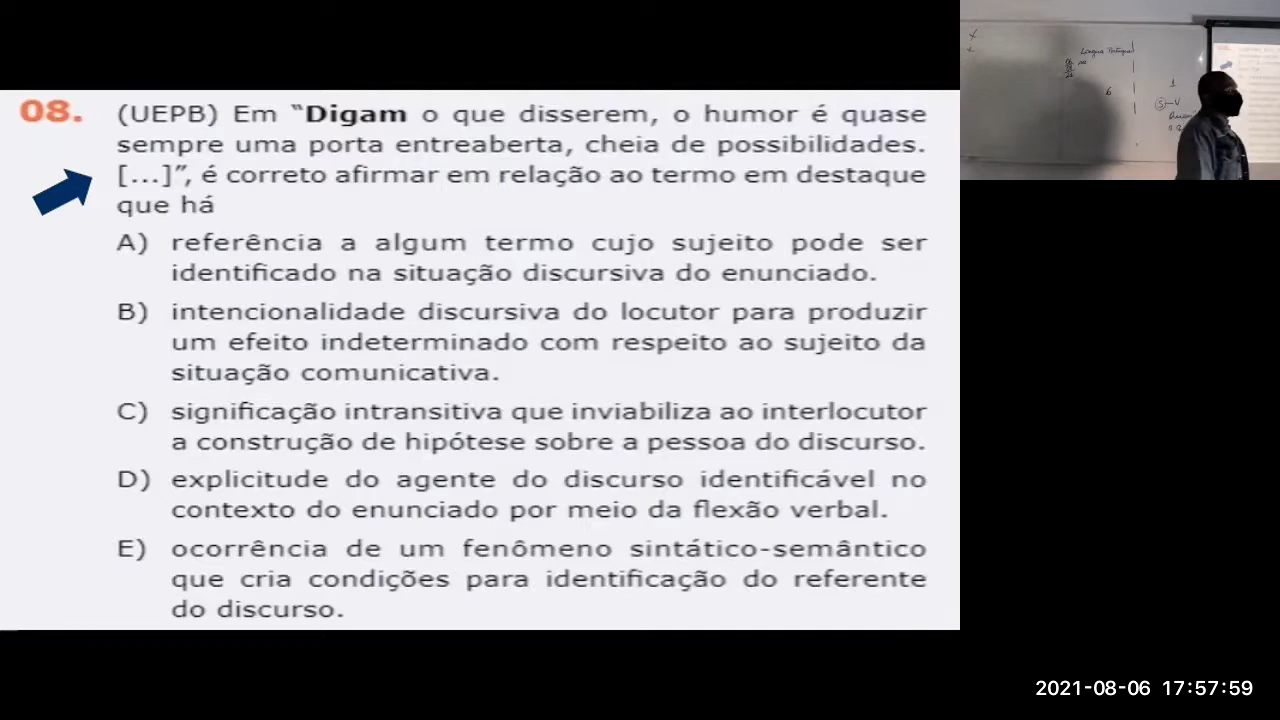 08. (UEPB) Em “Digam o que disserem, o humor é quase
sempre uma porta entreaberta, cheia de possibilidades.
[...]”, é correto afirmar em relação ao termo em destaque
que há
A) referência a algum termo cujo sujeito pode ser
identificado na situação discursiva do enunciado.
B) intencionalidade discursiva do locutor para produzir
um efeito indeterminado com respeito ao sujeito da
situação comunicativa.
C) significação intransitiva que inviabiliza ao interlocutor
a construção de hipótese sobre a pessoa do discurso.
D) explicitude do agente do discurso identificável no
contexto do enunciado por meio da flexão verbal.
E) ocorrência de um fenômeno sintático-semântico
que cria condições para identificação do referente
do discurso.
Língua Portugue
6
1
S-V
2021-08-06 17:57:59